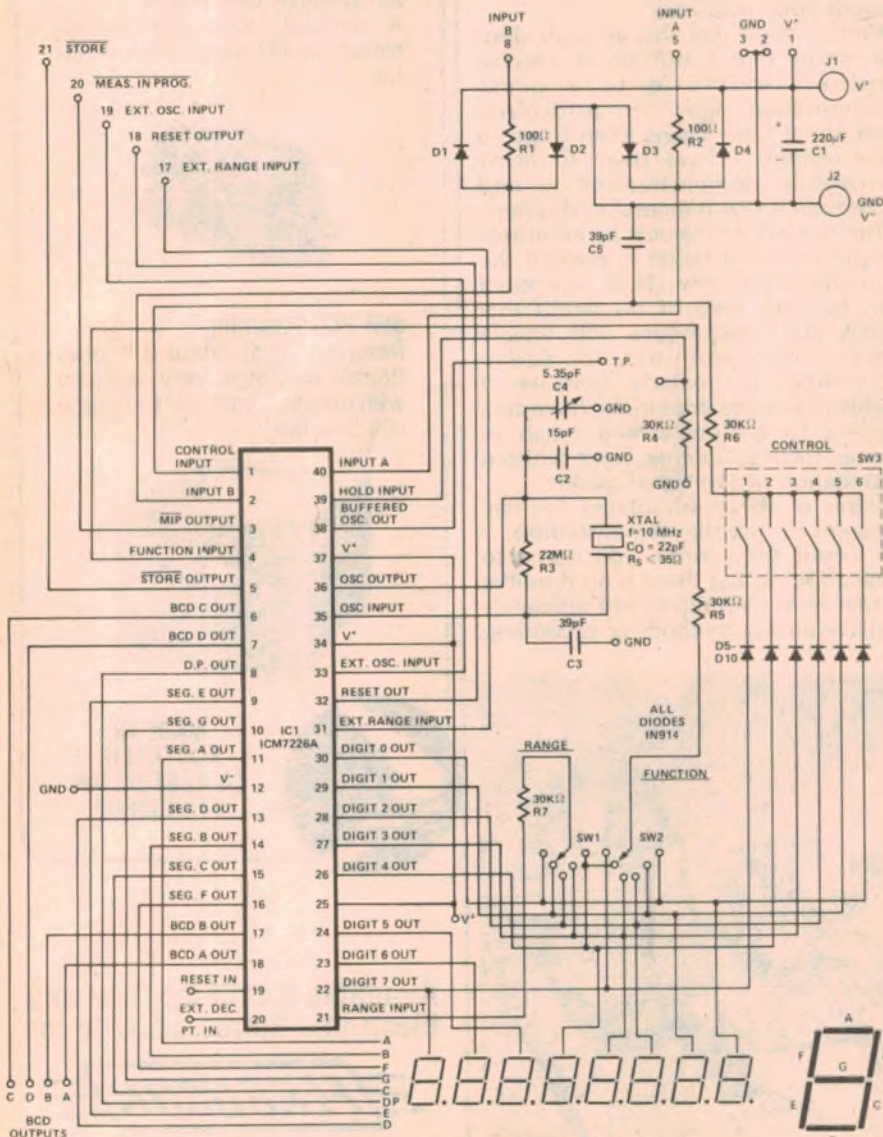 INPUT B 8
INPUT A 5
GND 3 2
V+ 1
21 STORE
20 MEAS. IN PROG.
19 EXT. OSC. INPUT
18 RESET OUTPUT
17 EXT. RANGE INPUT
J1
V+
D1
100Ω R1
D2
D3
100Ω R2
D4
+
220µF C1
J2
GND V-
39pF C5
T.P.
5.35pF C4
GND
15pF C2
GND
30KΩ R4
GND
30KΩ R6
CONTROL
SW3
1 2 3 4 5 6
XTAL
f=10 MHz
CO = 22pF
RS < 35Ω
22MΩ R3
39pF C3
GND
30KΩ R5
D5-
D10
ALL
DIODES
IN914
RANGE
FUNCTION
30KΩ R7
SW1
SW2
V+
IC1
ICM7226A
CONTROL INPUT 1
INPUT B 2
MIP OUTPUT 3
FUNCTION INPUT 4
STORE OUTPUT 5
BCD C OUT 6
BCD D OUT 7
D.P. OUT 8
SEG. E OUT 9
SEG. G OUT 10
SEG. A OUT 11
GND V- 12
SEG. D OUT 13
SEG. B OUT 14
SEG. C OUT 15
SEG. F OUT 16
BCD B OUT 17
BCD A OUT 18
RESET IN 19
EXT. DEC PT. IN. 20
40 INPUT A
39 HOLD INPUT
38 BUFFERED OSC. OUT
37 V+
36 OSC OUTPUT
35 OSC INPUT
34 V+
33 EXT. OSC. INPUT
32 RESET OUT
31 EXT.RANGE INPUT
30 DIGIT 0 OUT
29 DIGIT 1 OUT
28 DIGIT 2 OUT
27 DIGIT 3 OUT
26 DIGIT 4 OUT
25
24 DIGIT 5 OUT
23 DIGIT 6 OUT
22 DIGIT 7 OUT
21 RANGE INPUT
A
B
F
G
C
DP
E
D
8.8.8.8.8.8.8.8.
A
F
G
E
C
C D B A
BCD
OUTPUTS